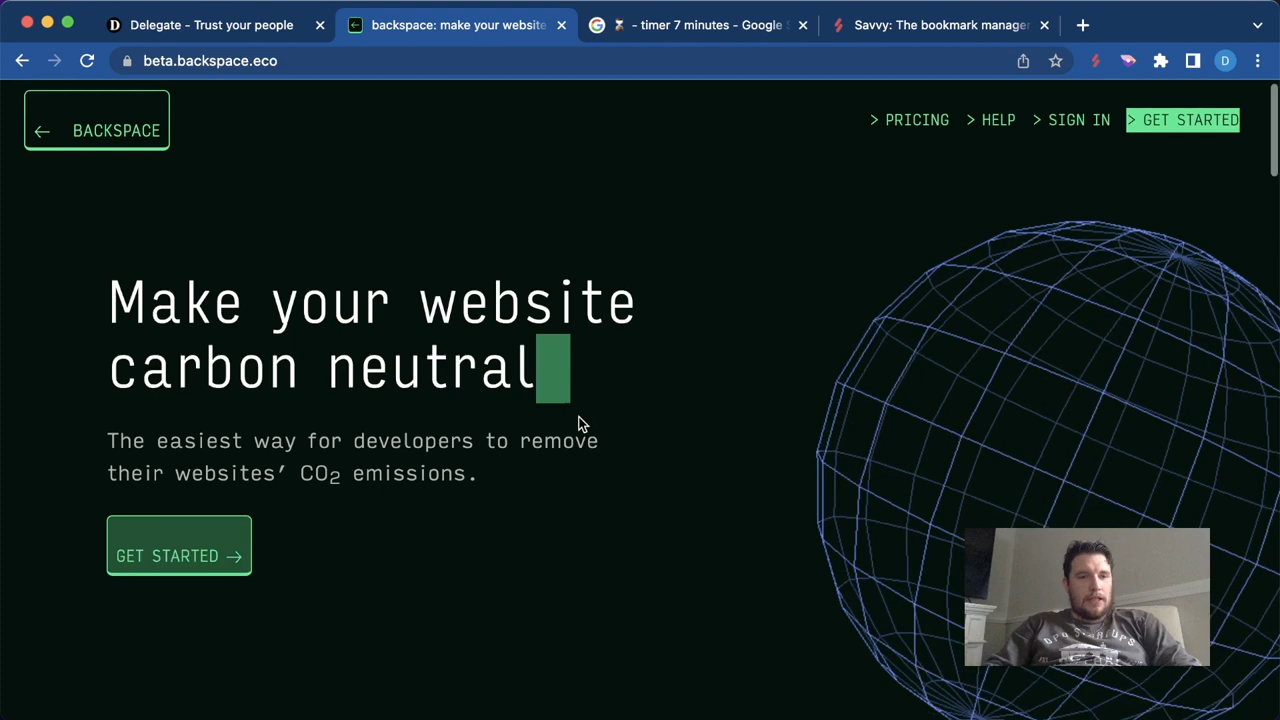 Delegate - Trust your people
backspace: make your website
⏳ - timer 7 minutes - Google S
Savvy: The bookmark manager
beta.backspace.eco
D
← BACKSPACE
> PRICING
> HELP
> SIGN IN
> GET STARTED
Make your website
carbon neutral
The easiest way for developers to remove
their websites’ CO₂ emissions.
GET STARTED →